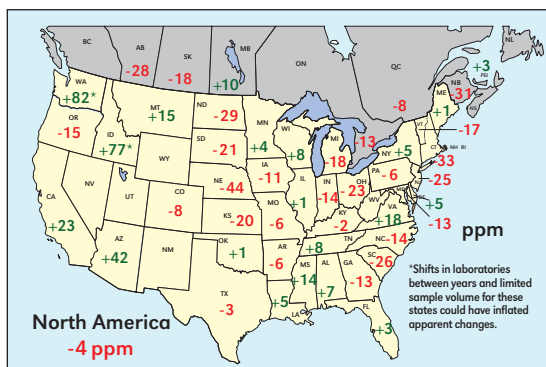 NL
BC
AB
SK
MB
ON
QC
-28
-18
+10
-8
+3
PEI
NB
-31
NS
WA
+82*
MT
+15
ND
-29
MN
+4
ME
+1
VT
-17
OR
-15
ID
+77*
SD
-21
WI
+8
MI
-18
-13
NY
+5
CT
NH
RI
-33
WY
IA
-11
PA
-6
NJ
-25
NE
-44
IL
+1
IN
-14
OH
-23
MD
DE
+5
NV
UT
CO
-8
KS
-20
MO
-6
KY
-2
WV
VA
+18
-13
CA
+23
AZ
+42
NM
OK
+1
AR
-6
TN
+8
NC
-14
ppm
TX
-3
LA
+5
MS
+14
AL
+7
GA
-13
SC
-26
FL
+3
*Shifts in laboratories
between years and limited
sample volume for these
states could have inflated
apparent changes.
North America
-4 ppm